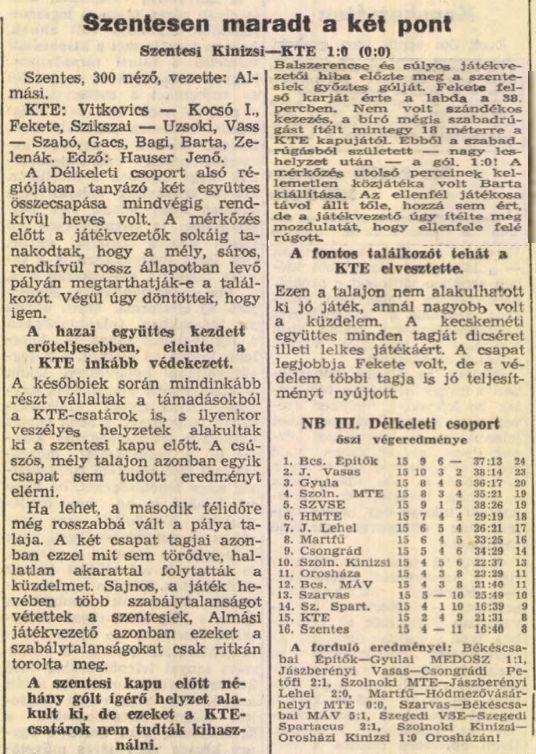 Szentesen maradt a két pont
Szentesi Kinizsi—KTE 1:0 (0:0)
Szentes, 300 néző, vezette: Al-
mási.
KTE: Vitkovics — Kocsó I.,
Fekete, Szikszai — Uzsoki, Vass
— Szabó, Gacs, Bagi, Barta, Ze-
lenák. Edző: Hauser Jenő.
A Délkeleti csoport alsó ré-
giójában tanyázó két együttes
összecsapása mindvégig rend-
kívül heves volt. A mérkőzés
előtt a játékvezetők sokáig ta-
nakodtak, hogy a mély, sáros,
rendkívül rossz állapotban levő
pályán megtarthatják-e a talál-
kozót. Végül úgy döntöttek, hogy
igen.
A hazai együttes kezdett
erőteljesebben, eleinte a
KTE inkább védekezett.
A későbbiek során mindinkább
részt vállaltak a támadásokból
a KTE-csatárok is, s ilyenkor
veszélyes helyzetek alakultak
ki a szentesi kapu előtt. A csú-
szós, mély talajon azonban egyik
csapat sem tudott eredményt
elérni.
Ha lehet, a második félidőre
még rosszabbá vált a pálya ta-
laja. A két csapat tagjai azon-
ban ezzel mit sem törődve, hal-
latlan akarattal folytatták a
küzdelmet. Sajnos, a játék he-
vében több szabálytalanságot
vétettek a szentesiek, Almási
játékvezető azonban ezeket a
szabálytalanságokat csak ritkán
torolta meg.
A szentesi kapu előtt né-
hány gólt ígérő helyzet ala-
kult ki, de ezeket a KTE-
csatárok nem tudták kihasz-
nálni.
Balszerencse és súlyos játékve-
zetői hiba előzte meg a szente-
siek győztes gólját. Fekete fel-
ső karját érte a labda a 38.
percben. Nem volt szándékos
kezezés, a bíró mégis szabadrú-
gást ítélt mintegy 18 méterre a
KTE kapujától. Ebből a szabad-
rúgásból született — nagy les-
helyzet után — a gól. 1:0! A
mérkőzés utolsó perceinek kel-
lemetlen közjátéka volt Barta
kiállítása. Az ellenfél játékosa
távol állt tőle, hozzá sem ért,
de a játékvezető úgy ítélte meg
mozdulatát, hogy ellenfele felé
rúgott.
A fontos találkozót tehát a
KTE elvesztette.
Ezen a talajon nem alakulhatott
ki jó játék, annál nagyobb volt
a küzdelem. A kecskeméti
együttes minden tagját dicséret
illeti lelkes játékáért. A csapat
legjobbja Fekete volt, de a vé-
delem többi tagja is jó teljesít-
ményt nyújtott.
NB III. Délkeleti csoport
őszi végeredménye
1. Bcs. Építők 15 9 6 — 37:13 24
2. J. Vasas 15 10 3 2 38:14 23
3. Gyula 15 8 4 3 36:17 20
4. Szoln. MTE 15 8 3 4 35:21 19
5. SZVSE 15 9 1 5 38:26 19
6. HMTE 15 7 4 4 29:19 18
7. J. Lehel 15 6 5 4 26:21 17
8. Martfű 15 6 4 5 33:25 16
9. Csongrád 15 5 4 6 34:29 14
10. Szoln. Kinizsi 15 4 5 6 22:37 13
11. Orosháza 15 4 3 8 23:29 11
12. Bcs. MÁV 15 4 3 8 21:40 11
13. Szarvas 15 5 — 10 25:49 10
14. Sz. Spart. 15 4 1 10 16:39 9
15. KTE 15 2 4 9 21:31 8
16. Szentes 15 4 — 11 16:40 8
A forduló eredményei: Békéscsa-
bai Építők—Gyulai MEDOSZ 1:1,
Jászberényi Vasas—Csongrádi Pe-
tőfi 2:1, Szolnoki MTE—Jászberényi
Lehel 2:0, Martfű—Hódmezővásár-
helyi MTE 0:0, Szarvas—Békéscsa-
bai MÁV 5:1, Szegedi VSE—Szegedi
Spartacus 2:1, Szolnoki Kinizsi—
Orosházi Kinizsi 1:0 Orosházán!